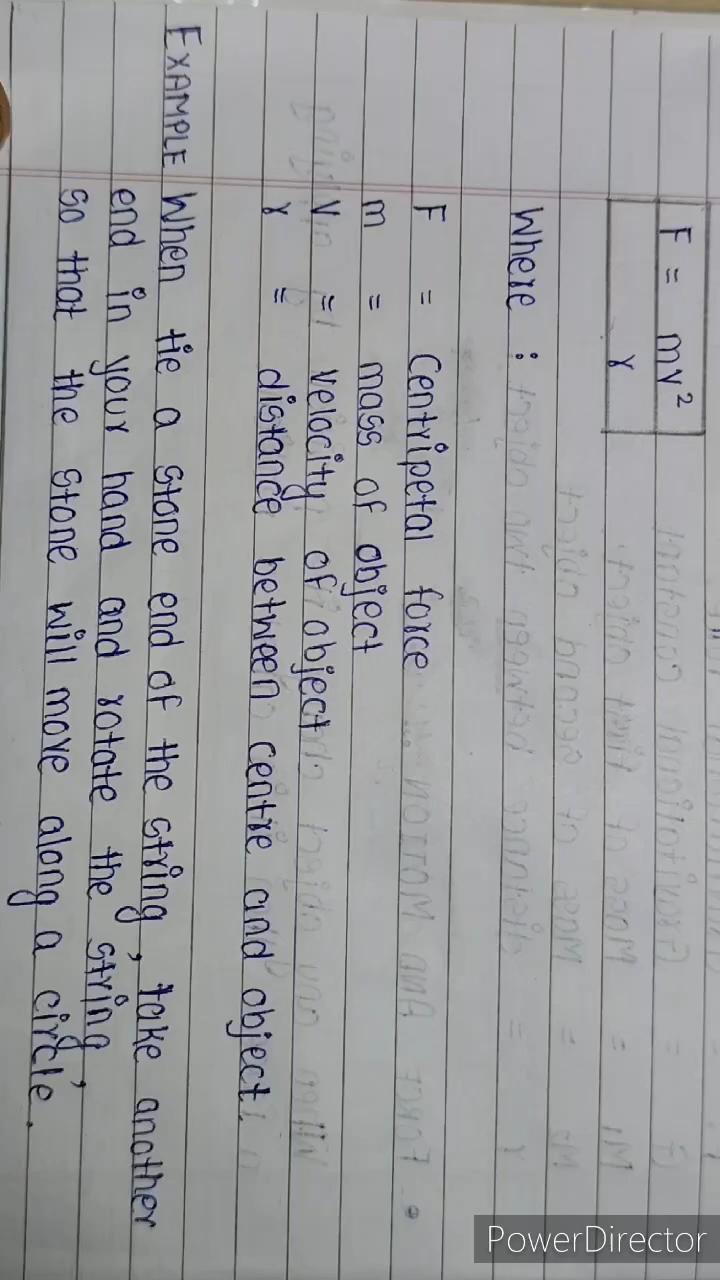 F = mv²
r
Where :
F = Centripetal force
m = mass of object
v = velocity of object
r = distance between centre and object.
EXAMPLE When tie a stone end of the string, take another
end in your hand and rotate the string,
so that the stone will move along a circle.
PowerDirector